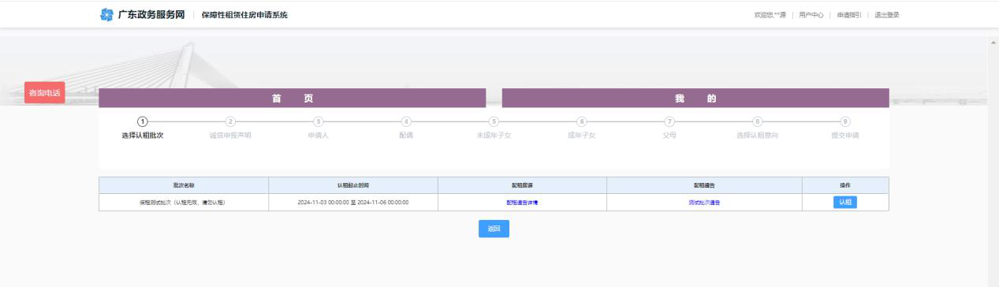 广东政务服务网 | 保障性租赁住房申请系统
欢迎您,**源 | 用户中心 | 申请指引 | 退出登录
咨询电话
首 页
我 的
1 2 3 4 5 6 7 8 9
选择认租批次 诚信申报声明 申请人 配偶 未成年子女 成年子女 父母 选择认租意向 提交申请
批次名称 认租起止时间 配租房源 配租通告 操作
保租测试批次（认租无效，请勿认租） 2024-11-03 00:00:00 至 2024-11-06 00:00:00 配租通告详情 测试批次通告 认租
返回